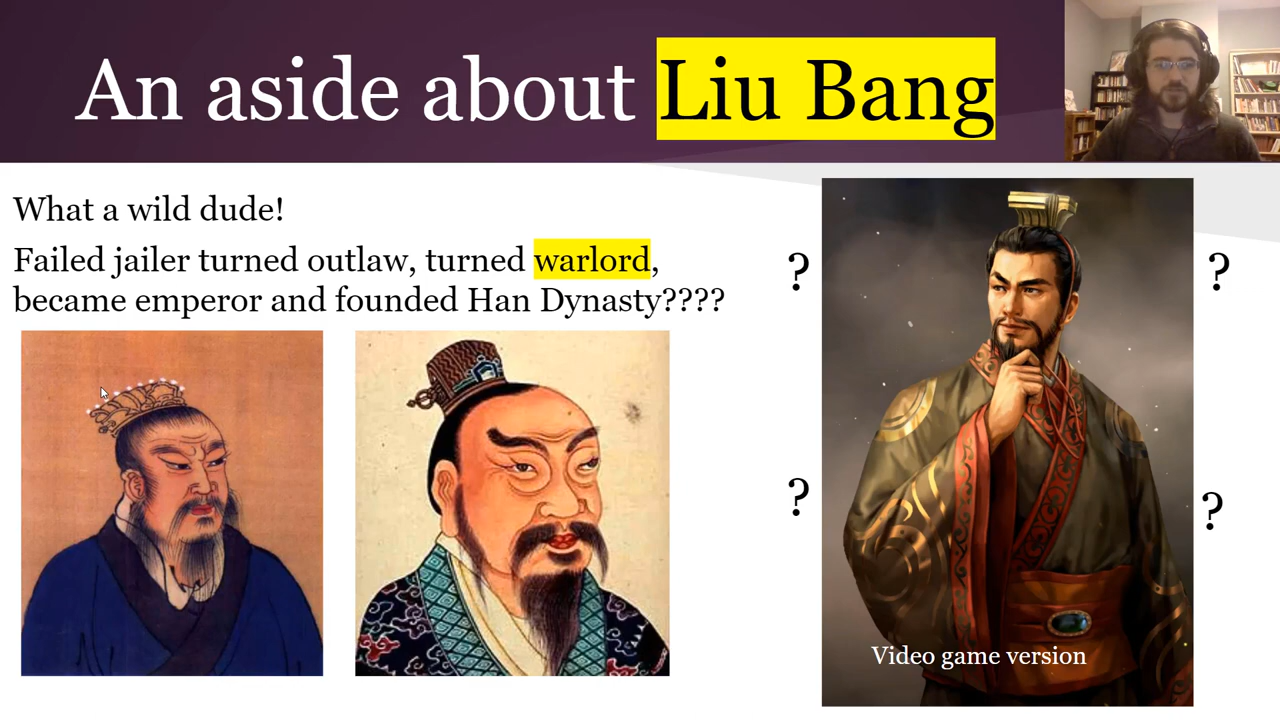 An aside about Liu Bang
What a wild dude!
Failed jailer turned outlaw, turned warlord,
became emperor and founded Han Dynasty????
?
?
?
?
Video game version